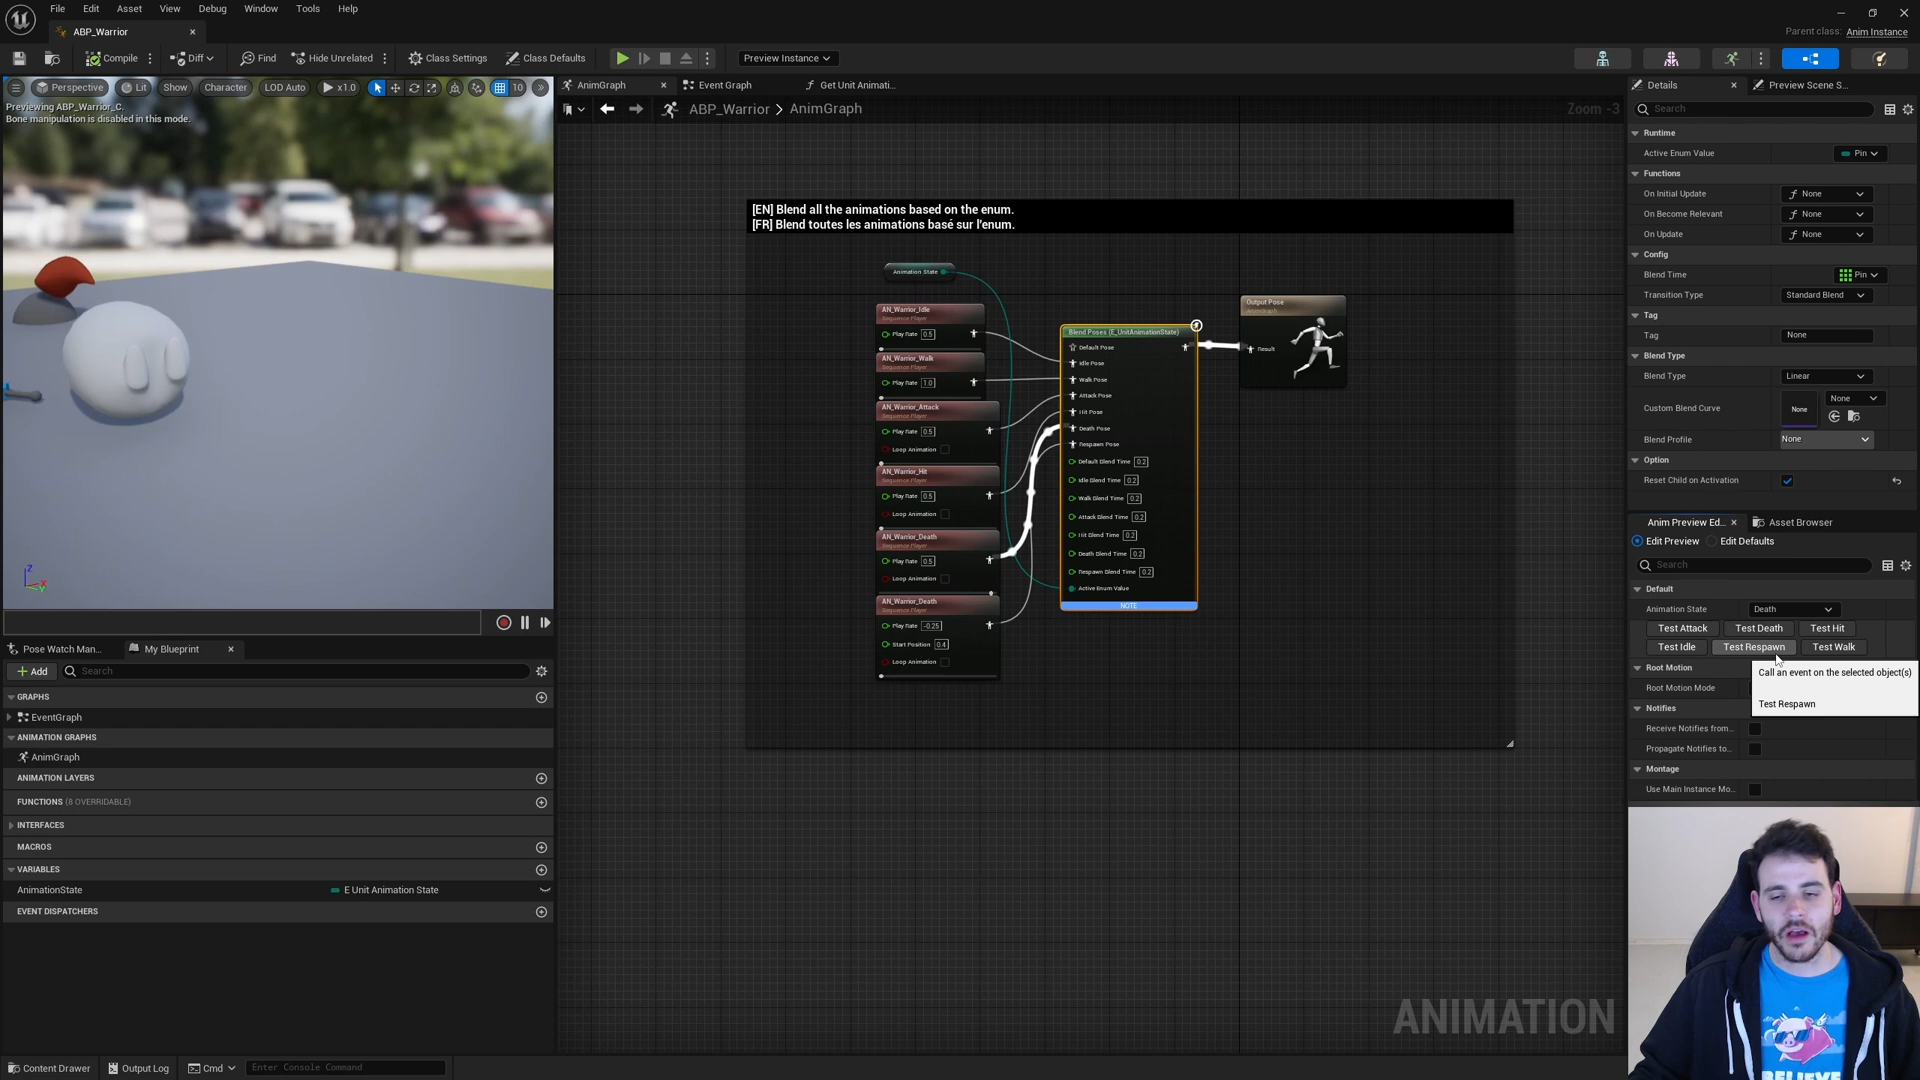 File Edit Asset View Debug Window Tools Help
ABP_Warrior
Parent class: Anim Instance
Compile Diff Find Hide Unrelated Class Settings Class Defaults Preview Instance
Perspective Lit Show Character LOD Auto x1.0 10
Previewing ABP_Warrior_C.
Bone manipulation is disabled in this mode.
Z
X
AnimGraph Event Graph Get Unit Animati...
ABP_Warrior > AnimGraph Zoom -3
[EN] Blend all the animations based on the enum.
[FR] Blend toutes les animations basé sur l'enum.
Animation State
AN_Warrior_Idle
Sequence Player
Play Rate 0.5
AN_Warrior_Walk
Sequence Player
Play Rate 1.0
AN_Warrior_Attack
Sequence Player
Play Rate 0.5
Loop Animation
AN_Warrior_Hit
Sequence Player
Play Rate 0.5
Loop Animation
AN_Warrior_Death
Sequence Player
Play Rate 0.5
Loop Animation
AN_Warrior_Death
Sequence Player
Play Rate -0.25
Start Position 0.4
Loop Animation
Blend Poses (E_UnitAnimationState)
Default Pose
Idle Pose
Walk Pose
Attack Pose
Hit Pose
Death Pose
Respawn Pose
Default Blend Time 0.2
Idle Blend Time 0.2
Walk Blend Time 0.2
Attack Blend Time 0.2
Hit Blend Time 0.2
Death Blend Time 0.2
Respawn Blend Time 0.2
Active Enum Value
NOTE
Output Pose
AnimGraph
Result
ANIMATION
Pose Watch Man... My Blueprint
Add Search
GRAPHS
EventGraph
ANIMATION GRAPHS
AnimGraph
ANIMATION LAYERS
FUNCTIONS (8 OVERRIDABLE)
INTERFACES
MACROS
VARIABLES
AnimationState E Unit Animation State
EVENT DISPATCHERS
Details Preview Scene S...
Search
Runtime
Active Enum Value Pin
Functions
On Initial Update None
On Become Relevant None
On Update None
Config
Blend Time Pin
Transition Type Standard Blend
Tag
Tag None
Blend Type
Blend Type Linear
Custom Blend Curve None None
Blend Profile None
Option
Reset Child on Activation
Anim Preview Ed... Asset Browser
Edit Preview Edit Defaults
Search
Default
Animation State Death
Test Attack Test Death Test Hit
Test Idle Test Respawn Test Walk
Root Motion
Root Motion Mode
Call an event on the selected object(s)
Test Respawn
Notifies
Receive Notifies from...
Propagate Notifies to...
Montage
Use Main Instance Mo...
BELIEVE
Content Drawer Output Log Cmd Enter Console Command